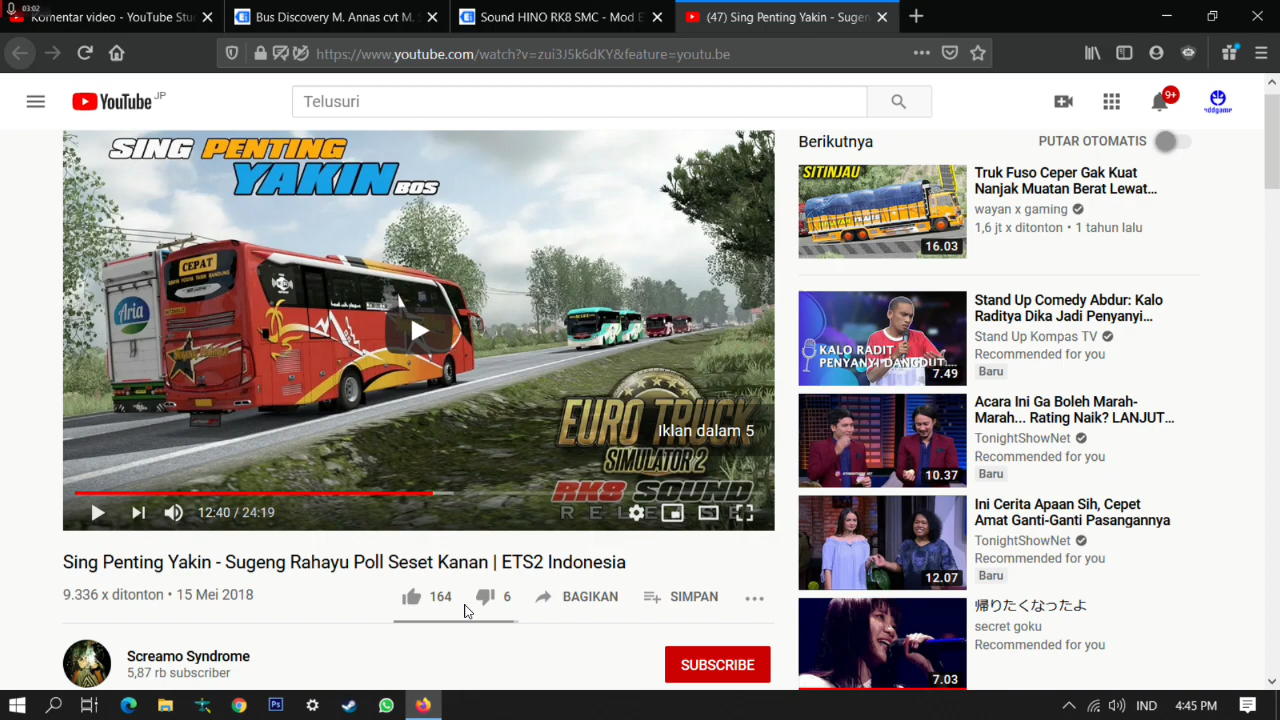 03:02
Komentar video - YouTube Stu
Bus Discovery M. Annas cvt M. S
Sound HINO RK8 SMC - Mod E
(47) Sing Penting Yakin - Sugen
https://www.youtube.com/watch?v=zui3J5k6dKY&feature=youtu.be
YouTube JP
Telusuri
9+
SING PENTING
YAKIN BOS
CEPAT
Aria
EURO TRUCK
SIMULATOR 2
Iklan dalam 5
RK8 SOUND
RELE
12:40 / 24:19
Sing Penting Yakin - Sugeng Rahayu Poll Seset Kanan | ETS2 Indonesia
9.336 x ditonton • 15 Mei 2018
164
6
BAGIKAN
SIMPAN
Screamo Syndrome
5,87 rb subscriber
SUBSCRIBE
Berikutnya
PUTAR OTOMATIS
SITINJAU
16.03
Truk Fuso Ceper Gak Kuat
Nanjak Muatan Berat Lewat...
wayan x gaming
1,6 jt x ditonton • 1 tahun lalu
KALO RADIT
PENYANYI DANGDUT...
7.49
Stand Up Comedy Abdur: Kalo
Raditya Dika Jadi Penyanyi...
Stand Up Kompas TV
Recommended for you
Baru
10.37
Acara Ini Ga Boleh Marah-
Marah... Rating Naik? LANJUT...
TonightShowNet
Recommended for you
Baru
12.07
Ini Cerita Apaan Sih, Cepet
Amat Ganti-Ganti Pasangannya
TonightShowNet
Recommended for you
Baru
7.03
帰りたくなったよ
secret goku
Recommended for you
IND
4:45 PM